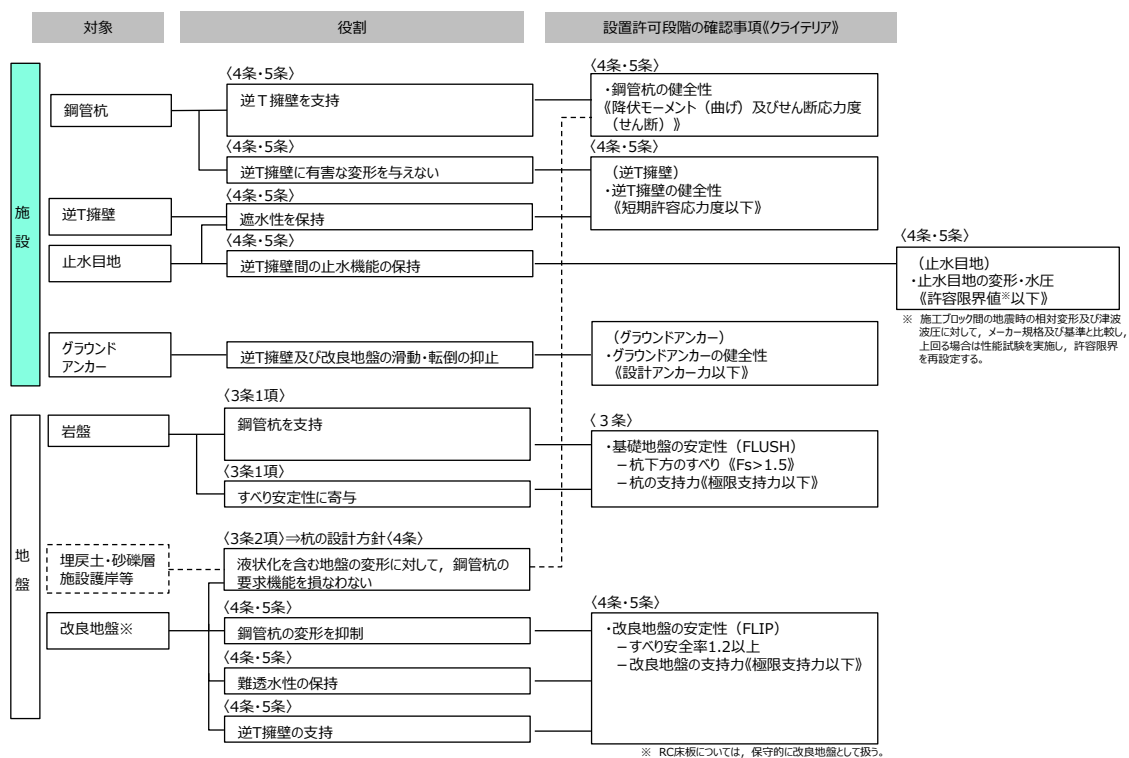 対象
役割
設置許可段階の確認事項《クライテリア》
施設
鋼管杭
〈4条・5条〉
逆T擁壁を支持
〈4条・5条〉
・鋼管杭の健全性
《降伏モーメント（曲げ）及びせん断応力度
（せん断）》
〈4条・5条〉
逆T擁壁に有害な変形を与えない
〈4条・5条〉
（逆T擁壁）
・逆T擁壁の健全性
《短期許容応力度以下》
逆T擁壁
〈4条・5条〉
遮水性を保持
止水目地
〈4条・5条〉
逆T擁壁間の止水機能の保持
〈4条・5条〉
（止水目地）
・止水目地の変形・水圧
《許容限界値※以下》
※ 施工ブロック間の地震時の相対変形及び津波
波圧に対して，メーカー規格及び基準と比較し，
上回る場合は性能試験を実施し，許容限界
を再設定する。
グラウンド
アンカー
逆T擁壁及び改良地盤の滑動・転倒の抑止
（グラウンドアンカー）
・グラウンドアンカーの健全性
《設計アンカー力以下》
地盤
岩盤
〈3条1項〉
鋼管杭を支持
〈3条1項〉
すべり安定性に寄与
〈３条〉
・基礎地盤の安定性（FLUSH）
－杭下方のすべり《Fs>1.5》
－杭の支持力《極限支持力以下》
埋戻土・砂礫層
施設護岸等
〈3条2項〉⇒杭の設計方針〈4条〉
液状化を含む地盤の変形に対して，鋼管杭の
要求機能を損なわない
改良地盤※
〈4条・5条〉
鋼管杭の変形を抑制
〈4条・5条〉
難透水性の保持
〈4条・5条〉
逆T擁壁の支持
〈4条・5条〉
・改良地盤の安定性（FLIP）
－すべり安全率1.2以上
－改良地盤の支持力《極限支持力以下》
※ RC床板については，保守的に改良地盤として扱う。